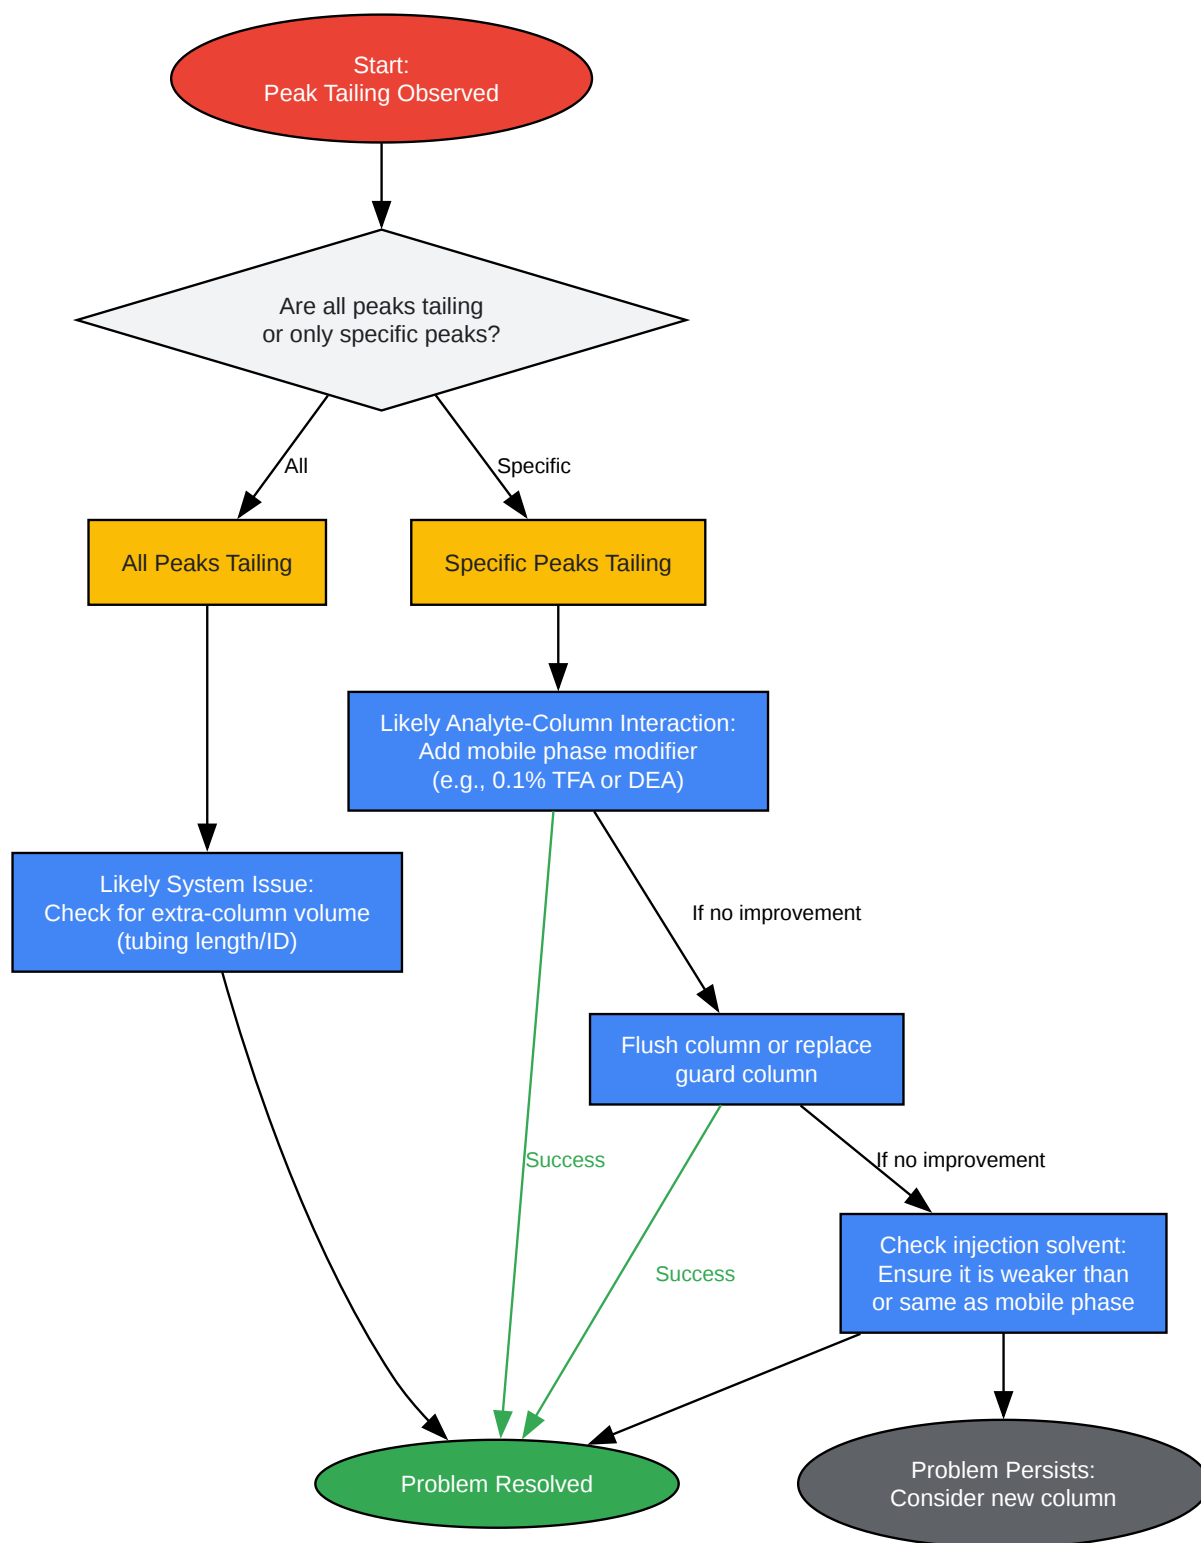 Start:
Peak Tailing Observed
Are all peaks tailing
or only specific peaks?
All
Specific
All Peaks Tailing
Specific Peaks Tailing
Likely Analyte-Column Interaction:
Add mobile phase modifier
(e.g., 0.1% TFA or DEA)
Likely System Issue:
Check for extra-column volume
(tubing length/ID)
If no improvement
Flush column or replace
guard column
Success
If no improvement
Success
Check injection solvent:
Ensure it is weaker than
or same as mobile phase
Problem Resolved
Problem Persists:
Consider new column